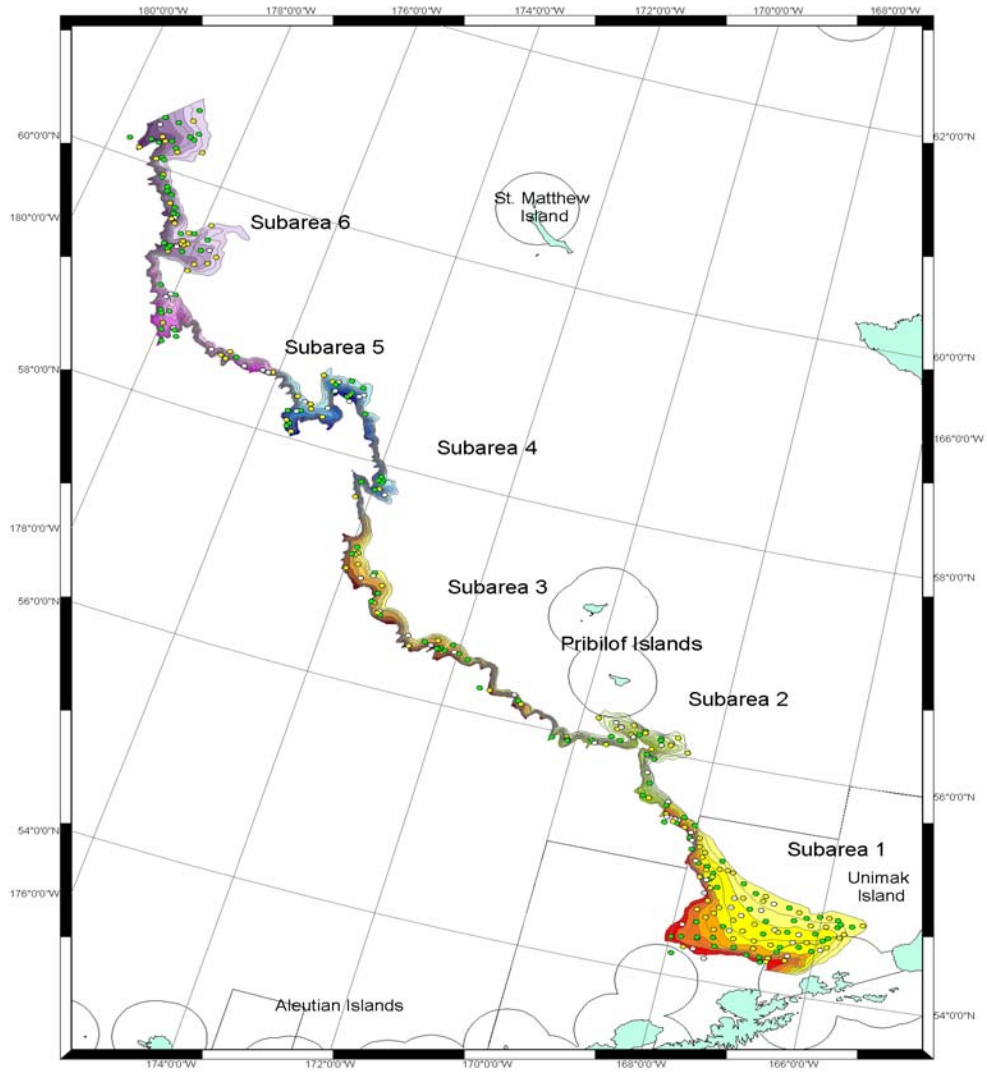 180°0'0"W
178°0'0"W
176°0'0"W
174°0'0"W
172°0'0"W
170°0'0"W
168°0'0"W
60°0'0"N
62°0'0"N
St. Matthew
Island
180°0'0"W
Subarea 6
Subarea 5
60°0'0"N
58°0'0"N
Subarea 4
166°0'0"W
178°0'0"W
Subarea 3
58°0'0"N
56°0'0"N
Pribilof Islands
Subarea 2
56°0'0"N
54°0'0"N
Subarea 1
Unimak
Island
176°0'0"W
Aleutian Islands
54°0'0"N
174°0'0"W
172°0'0"W
170°0'0"W
168°0'0"W
166°0'0"W